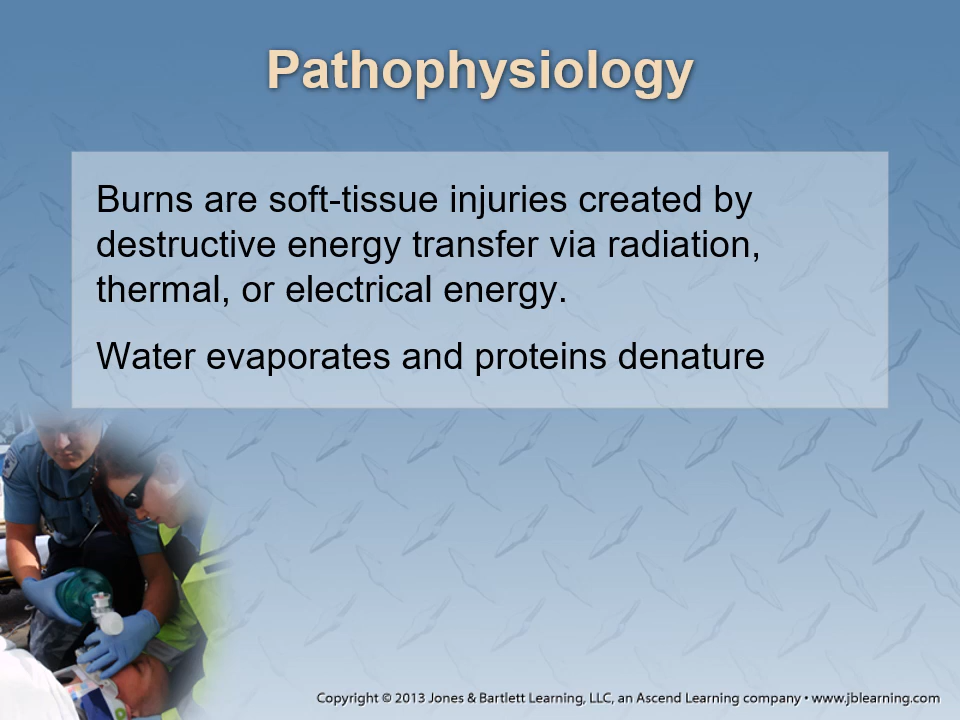 Pathophysiology
Burns are soft-tissue injuries created by
destructive energy transfer via radiation,
thermal, or electrical energy.
Water evaporates and proteins denature
Copyright © 2013 Jones & Bartlett Learning, LLC, an Ascend Learning company • www.jblearning.com